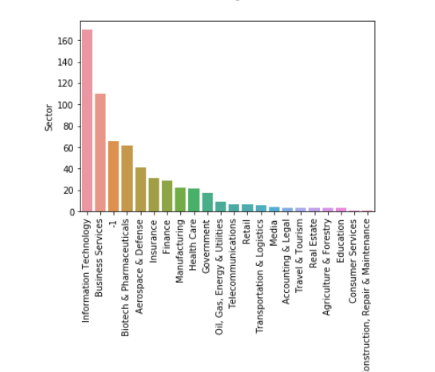 160
140
120
100
80
60
40
20
0
Sector
Information Technology
Business Services
-1
Biotech & Pharmaceuticals
Aerospace & Defense
Insurance
Finance
Manufacturing
Health Care
Government
Oil, Gas, Energy & Utilities
Telecommunications
Retail
Transportation & Logistics
Media
Accounting & Legal
Travel & Tourism
Real Estate
Agriculture & Forestry
Education
Consumer Services
onstruction, Repair & Maintenance